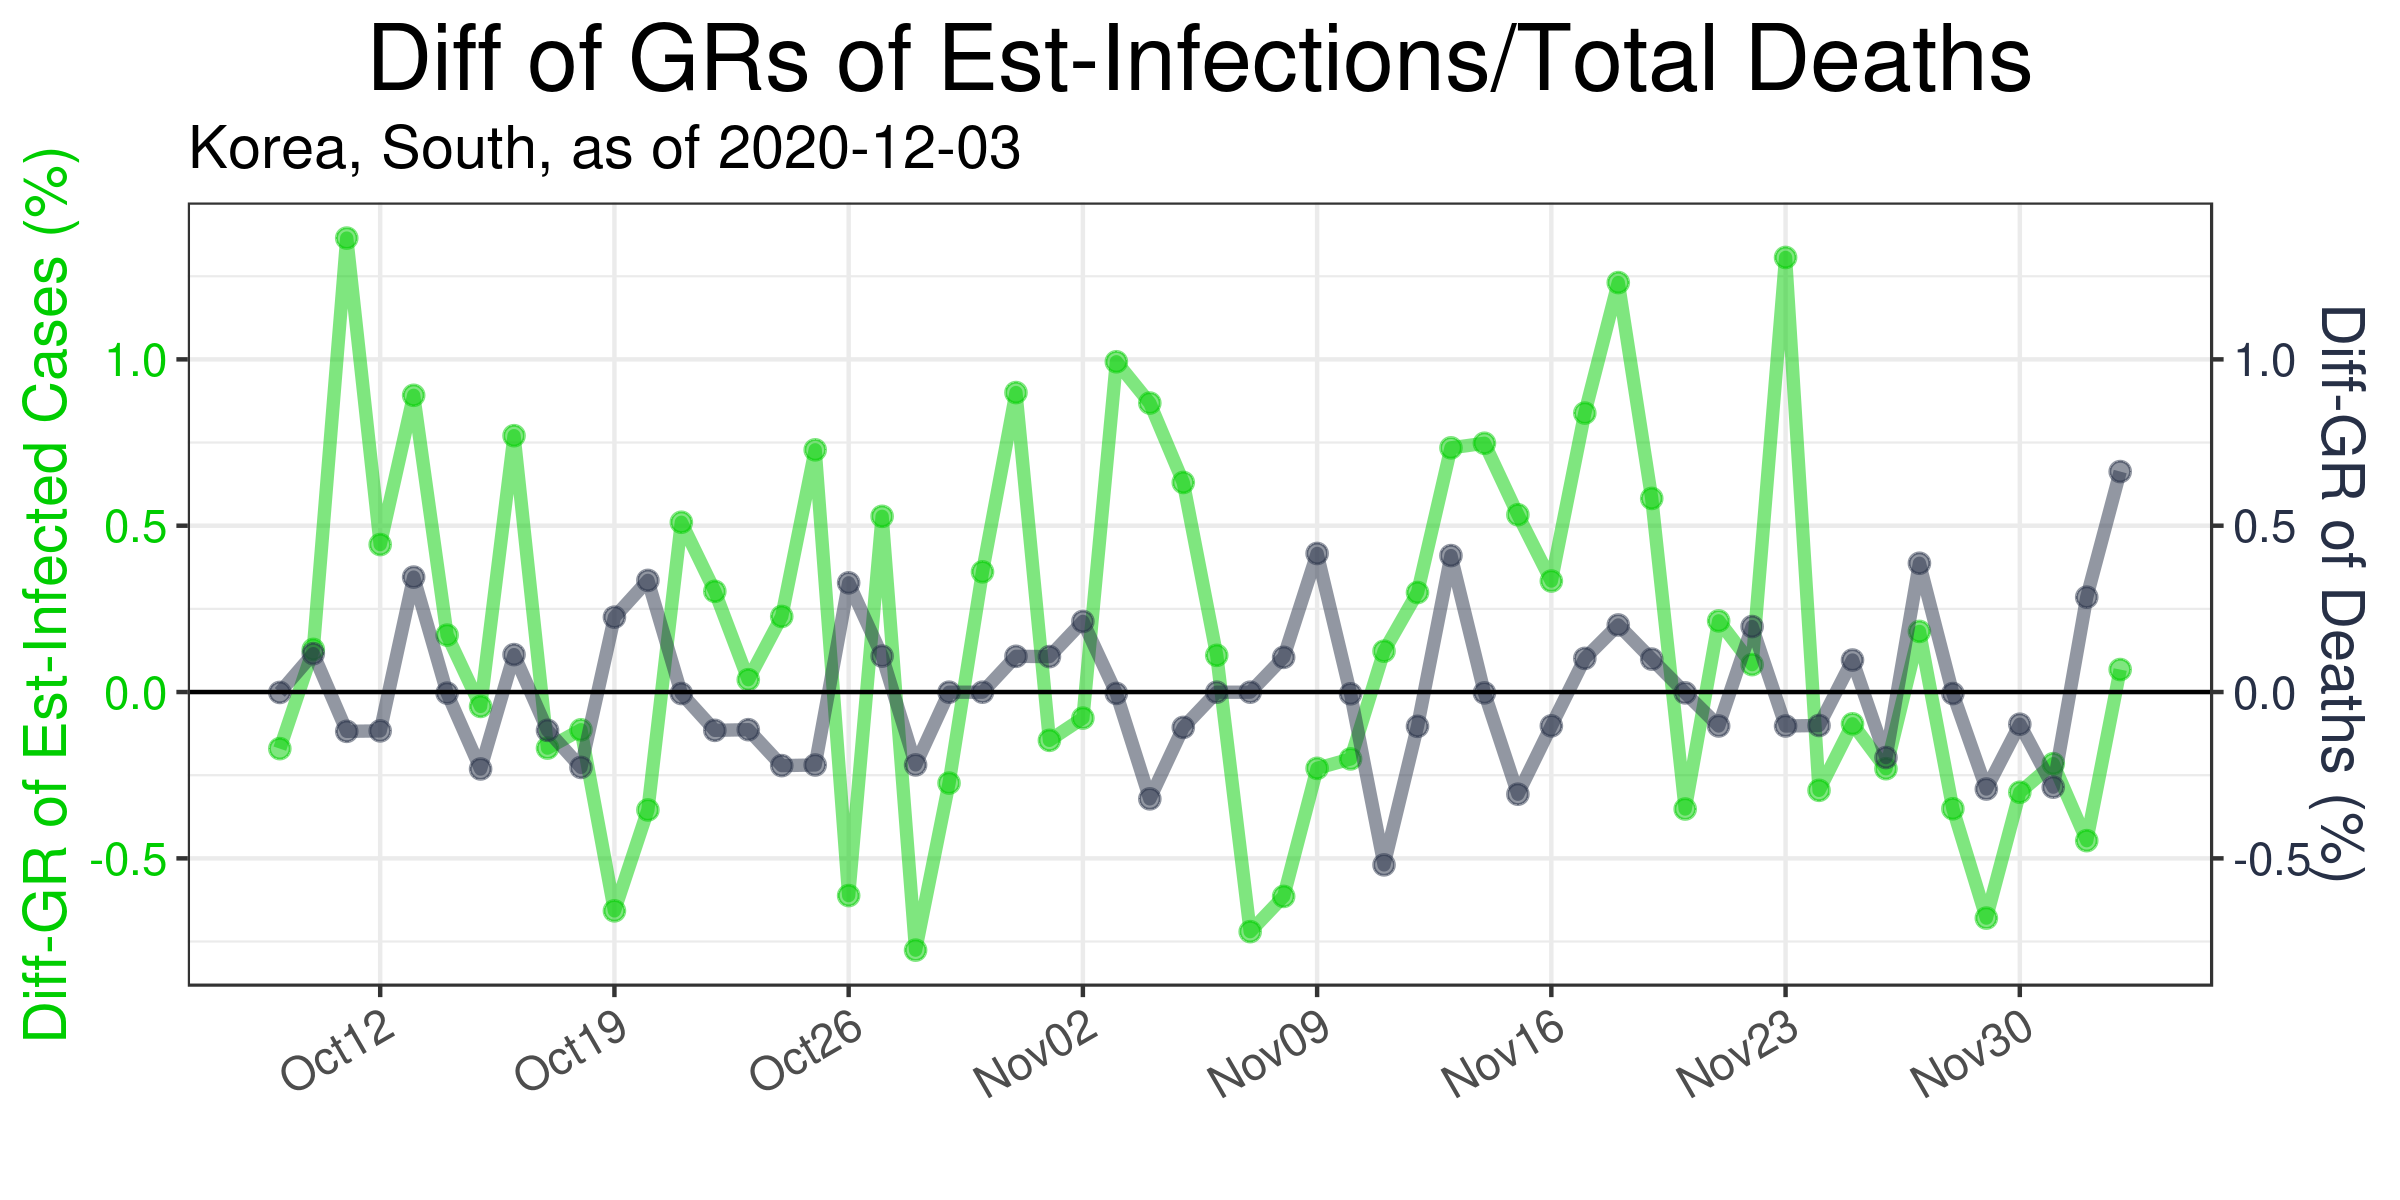 Diff of GRs of Est-Infections/Total Deaths
Korea, South, as of 2020-12-03
Diff-GR of Est-Infected Cases (%)
1.0
0.5
0.0
-0.5
1.0
0.5
0.0
-0.5
Diff-GR of Deaths (%)
Oct12
Oct19
Oct26
Nov02
Nov09
Nov16
Nov23
Nov30